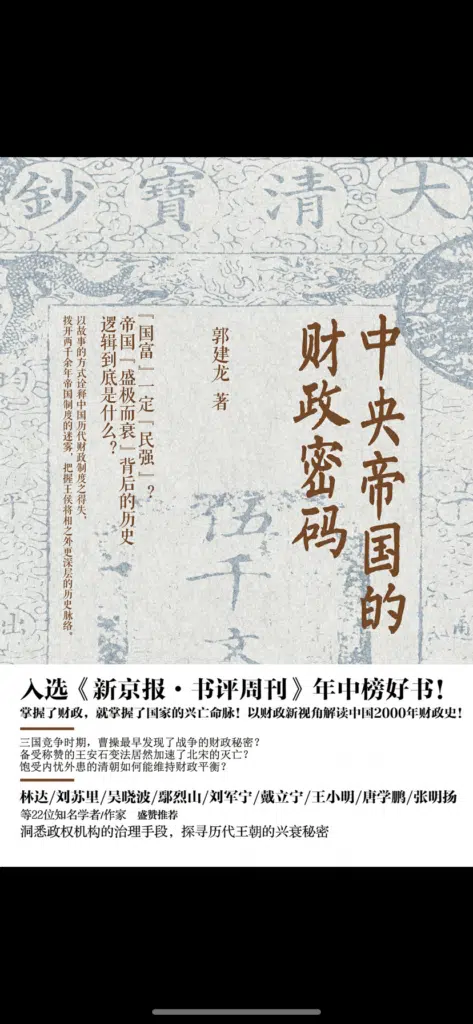 大清寶鈔
中央帝国的
财政密码
郭建龙 著
“国富”一定“民强”?
帝国“盛极而衰”背后的历史
逻辑到底是什么?
以故事的方式诠释中国历代财政制度之得失,
拨开两千余年帝国制度的迷雾,把握王侯将相之外更深层的历史脉络。
伍千文
入选《新京报·书评周刊》年中榜好书!
掌握了财政,就掌握了国家的兴亡命脉!以财政新视角解读中国2000年财政史!
三国竞争时期,曹操最早发现了战争的财政秘密?
备受称赞的王安石变法居然加速了北宋的灭亡?
饱受内忧外患的清朝如何能维持财政平衡?
林达/刘苏里/吴晓波/鄢烈山/刘军宁/戴立宁/王小明/唐学鹏/张明扬
等22位知名学者/作家 盛赞推荐
洞悉政权机构的治理手段,探寻历代王朝的兴衰秘密